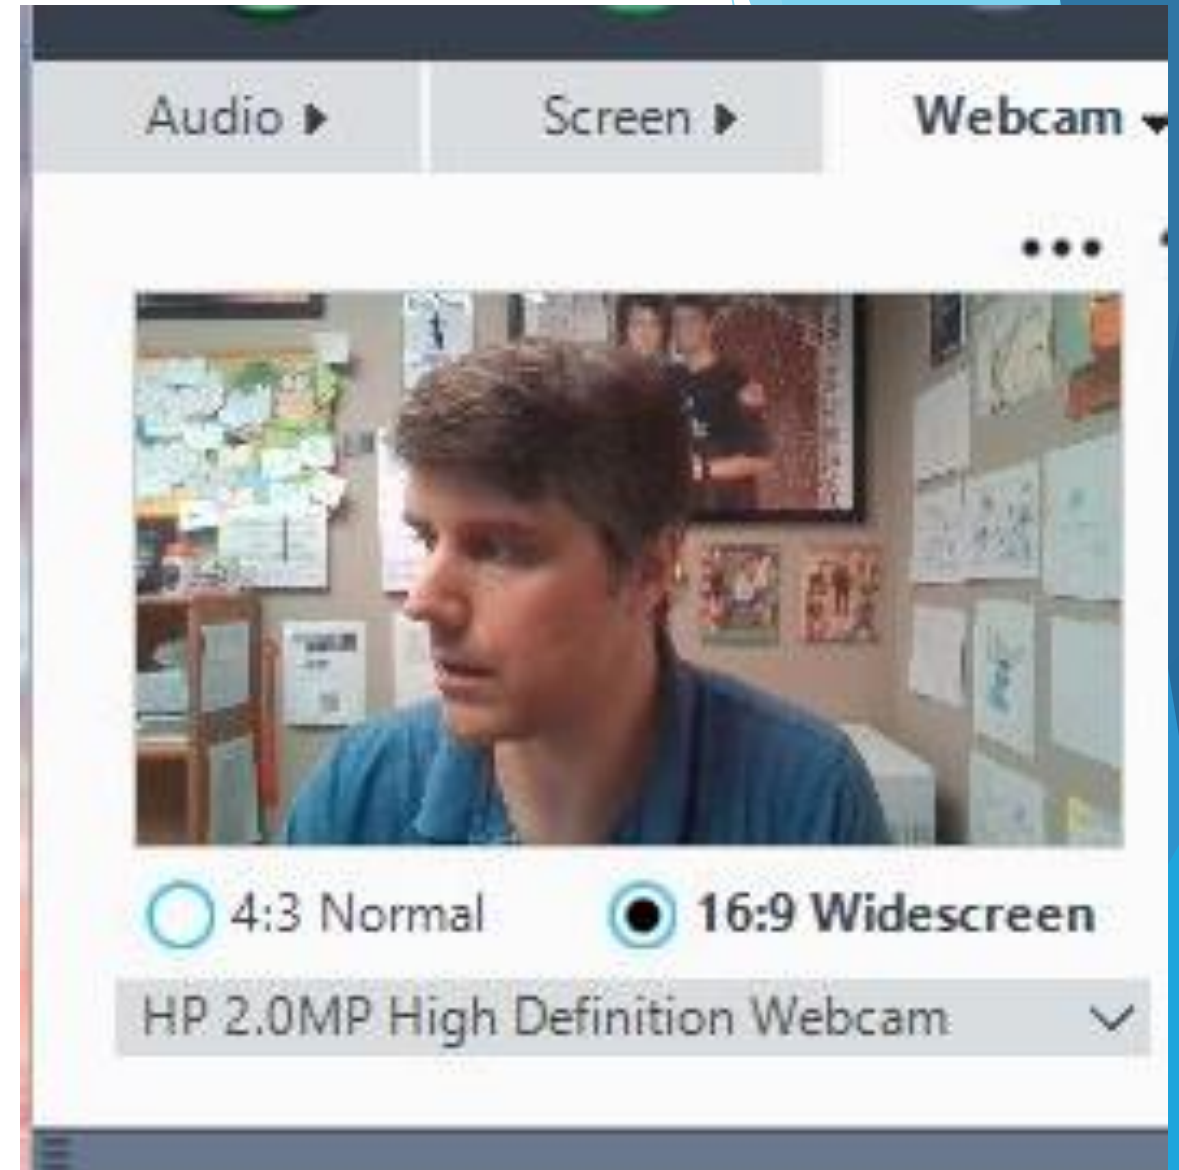 Audio
Screen
Webcam
4:3 Normal
16:9 Widescreen
HP 2.0MP High Definition Webcam